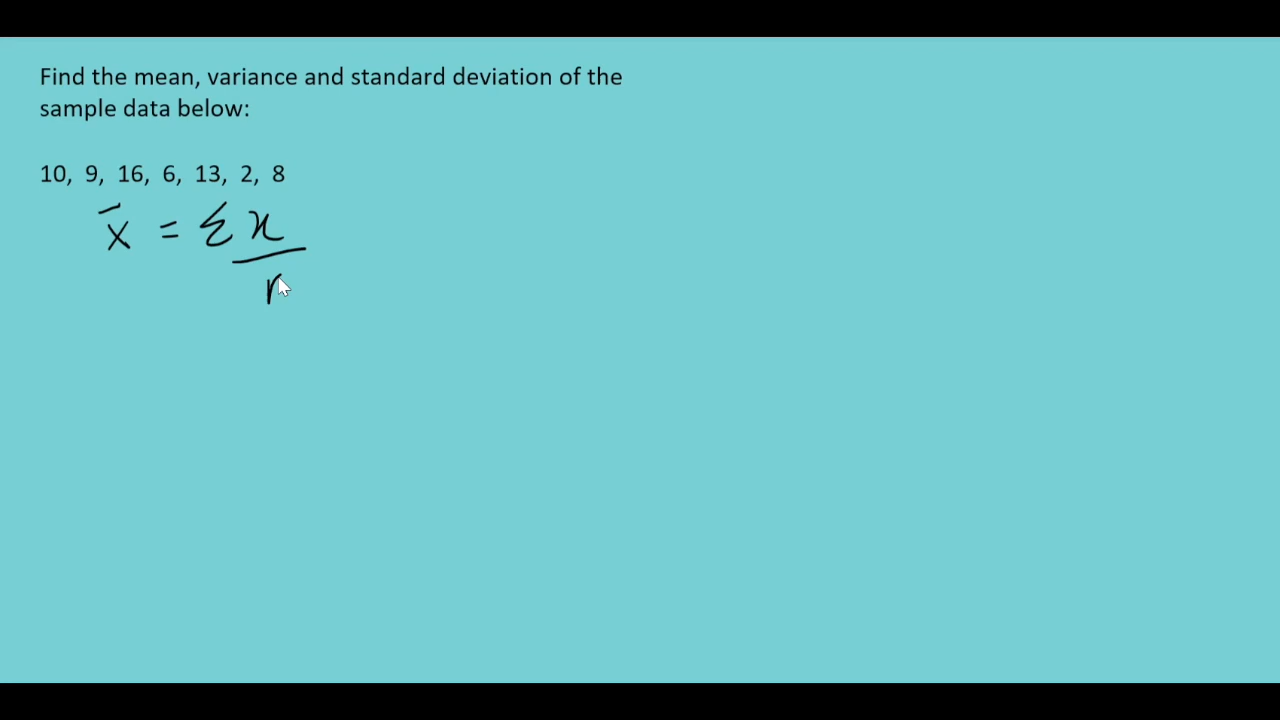 Find the mean, variance and standard deviation of the
sample data below:
10, 9, 16, 6, 13, 2, 8
x̄ = Σx
r